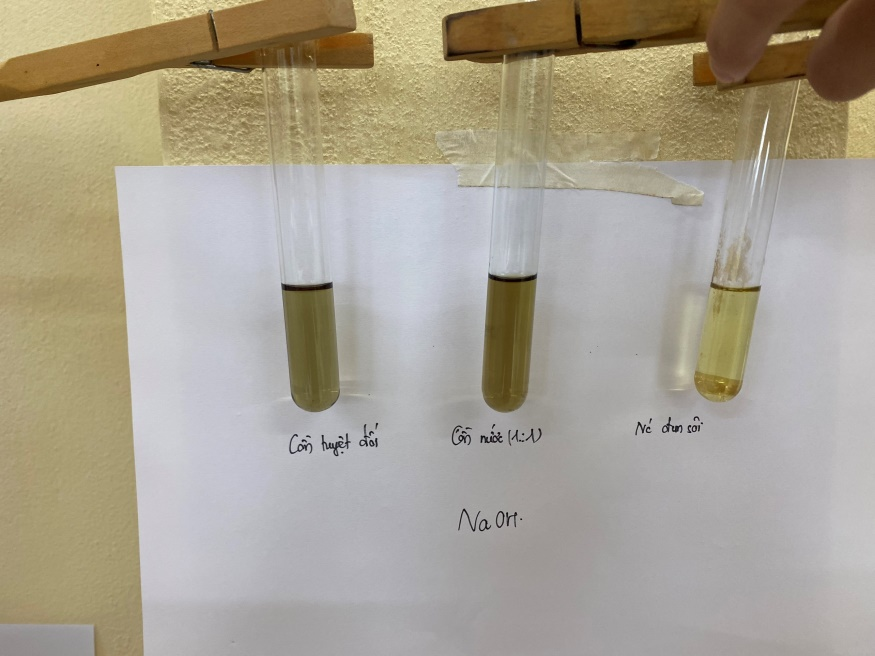 Cồn tuyệt đối
Cồn nước (1:1)
Nc đun sôi
NaOH.